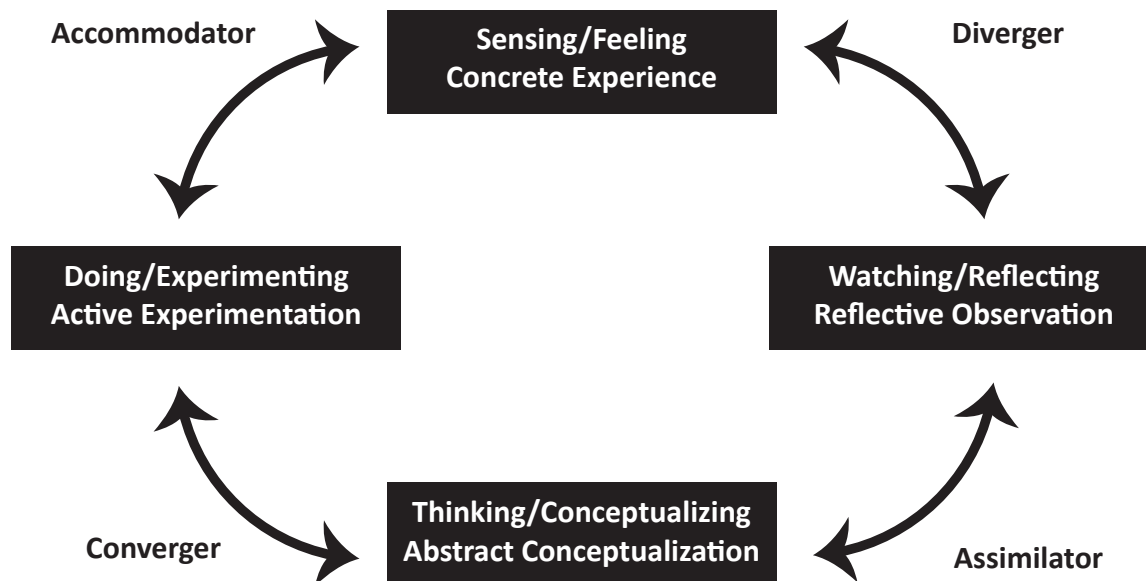 Accommodator
Sensing/Feeling
Concrete Experience
Diverger
Doing/Experimenting
Active Experimentation
Watching/Reflecting
Reflective Observation
Thinking/Conceptualizing
Abstract Conceptualization
Converger
Assimilator